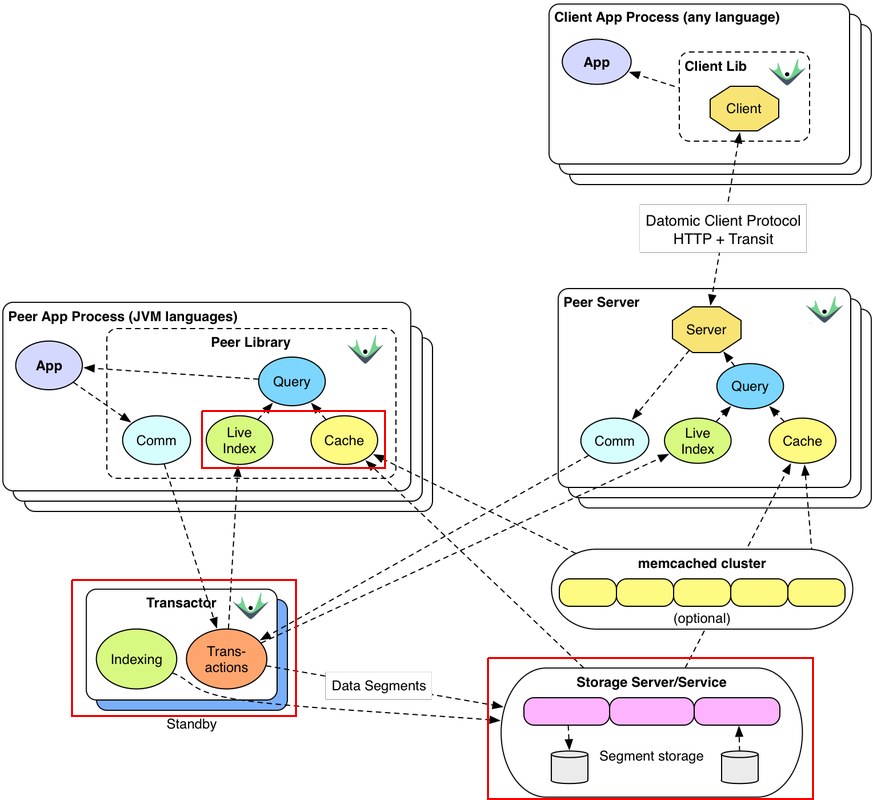 Client App Process (any language)
App
Client Lib
Client
Datomic Client Protocol
HTTP + Transit
Peer App Process (JVM languages)
Peer Library
App
Query
Comm
Live
Index
Cache
Peer Server
Server
Query
Comm
Live
Index
Cache
memcached cluster
(optional)
Transactor
Indexing
Trans-
actions
Standby
Data Segments
Storage Server/Service
Segment storage